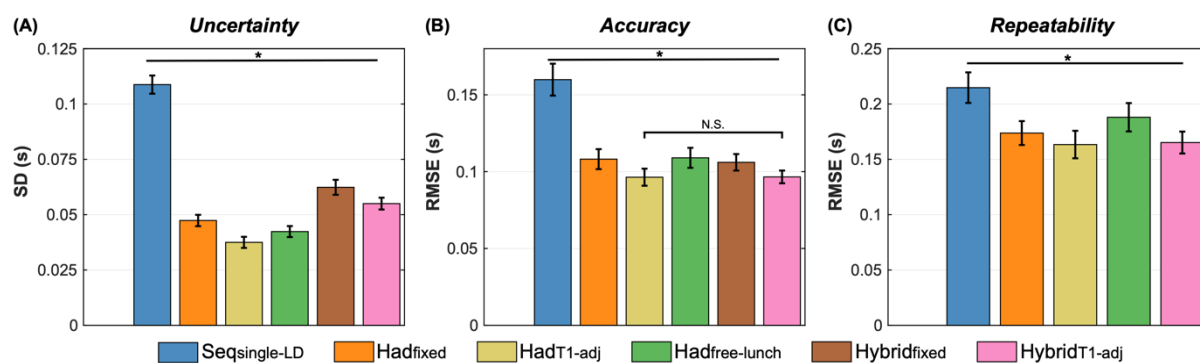 (A) Uncertainty
0.125
0.1
0.075
0.05
0.025
0
SD (s)
*
(B) Accuracy
0.15
0.1
0.05
0
RMSE (s)
*
N.S.
(C) Repeatability
0.25
0.2
0.15
0.1
0.05
0
RMSE (s)
*
Seqsingle-LD Hadfixed HadT1-adj Hadfree-lunch Hybridfixed HybridT1-adj